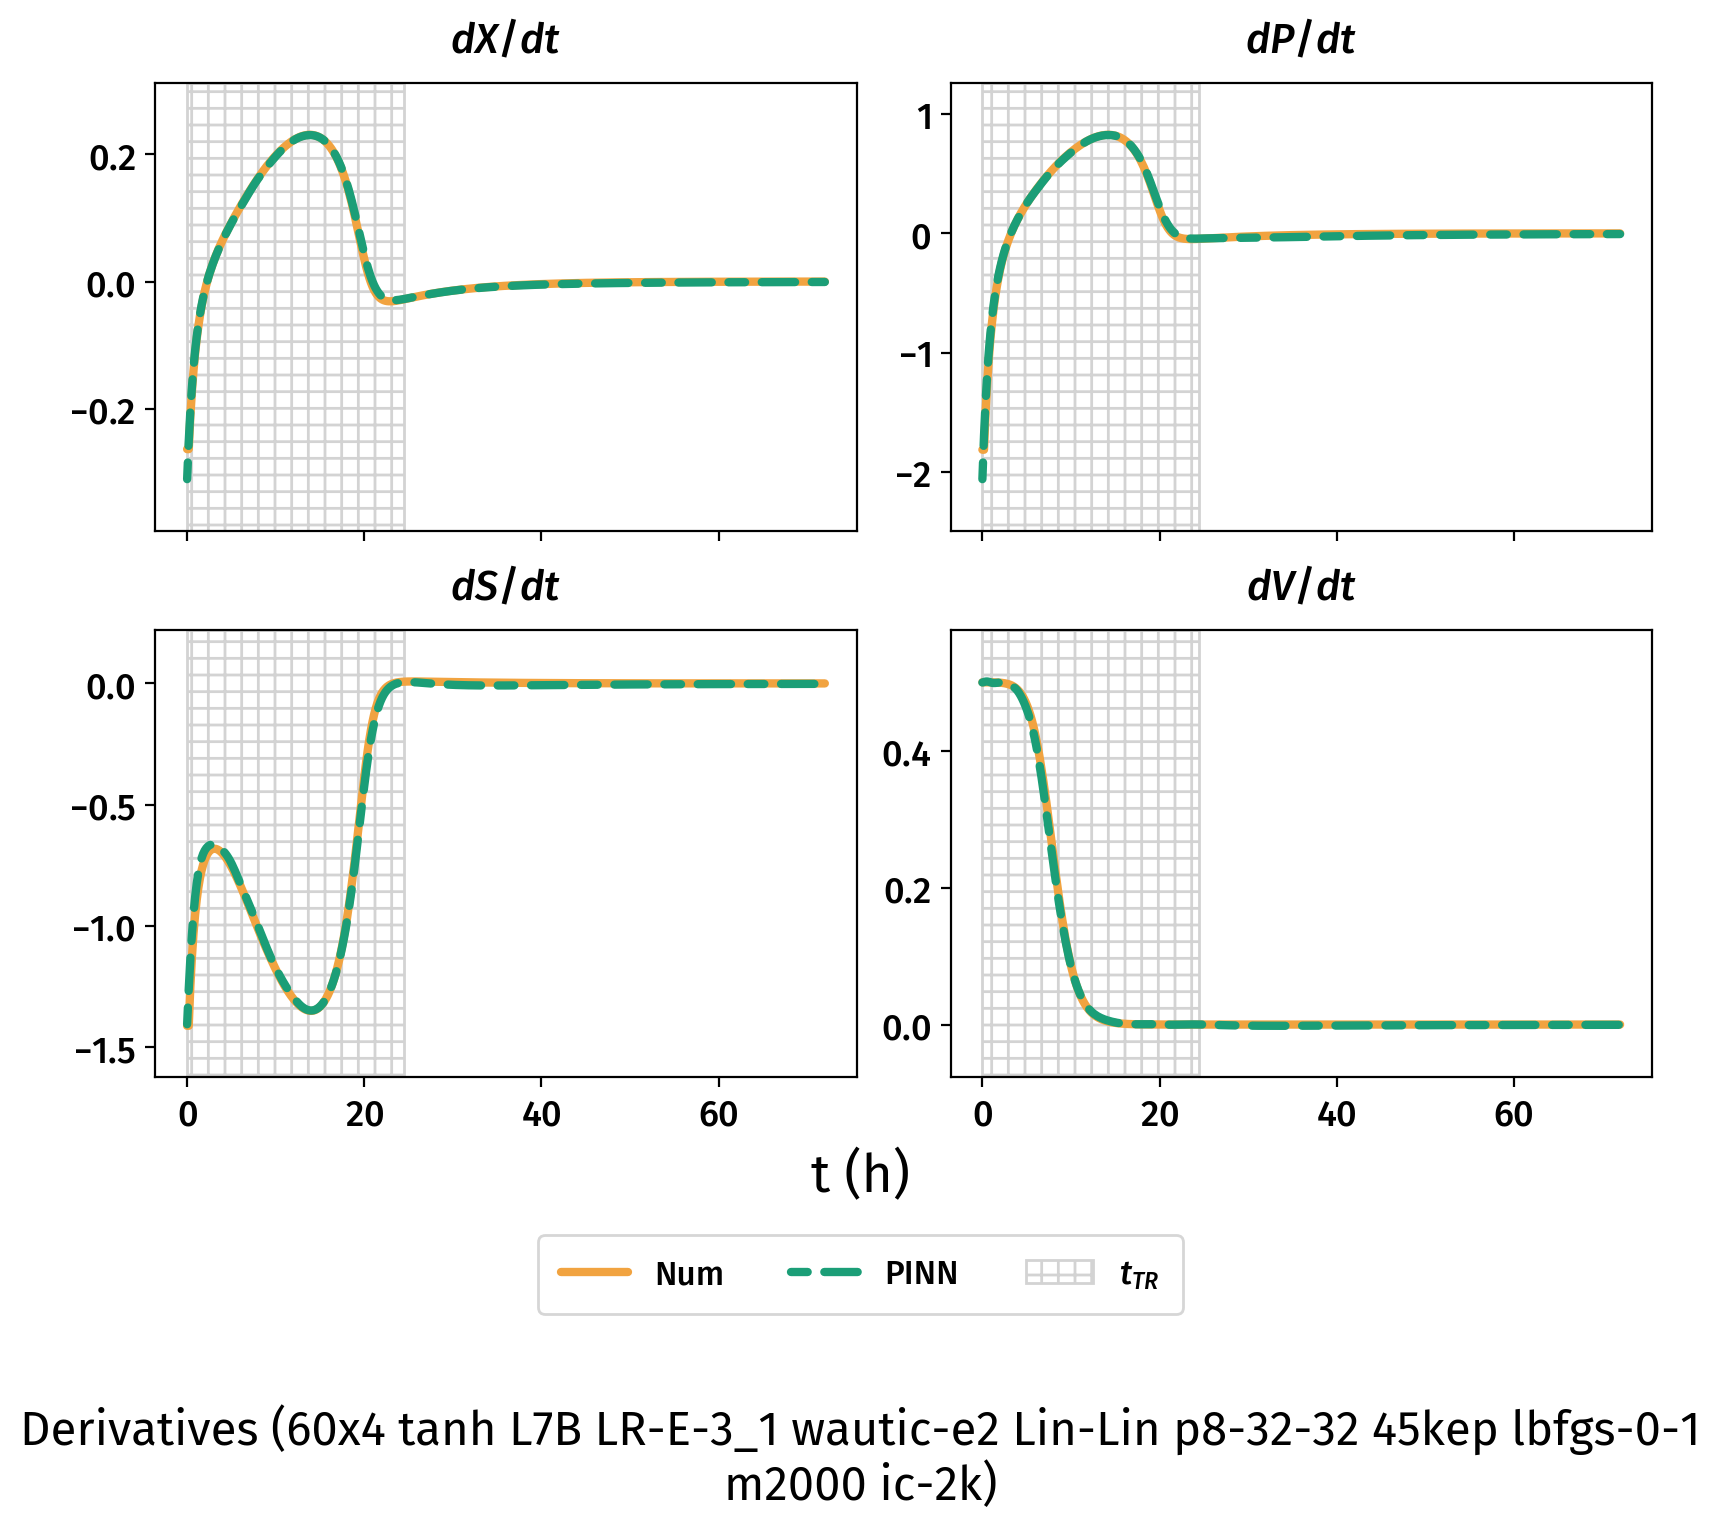 dX/dt
dP/dt
0.2
0.0
−0.2
1
0
−1
−2
dS/dt
dV/dt
0.0
−0.5
−1.0
−1.5
0.4
0.2
0.0
0 20 40 60
0 20 40 60
t (h)
Num PINN tTR
Derivatives (60x4 tanh L7B LR-E-3_1 wautic-e2 Lin-Lin p8-32-32 45kep lbfgs-0-1
m2000 ic-2k)